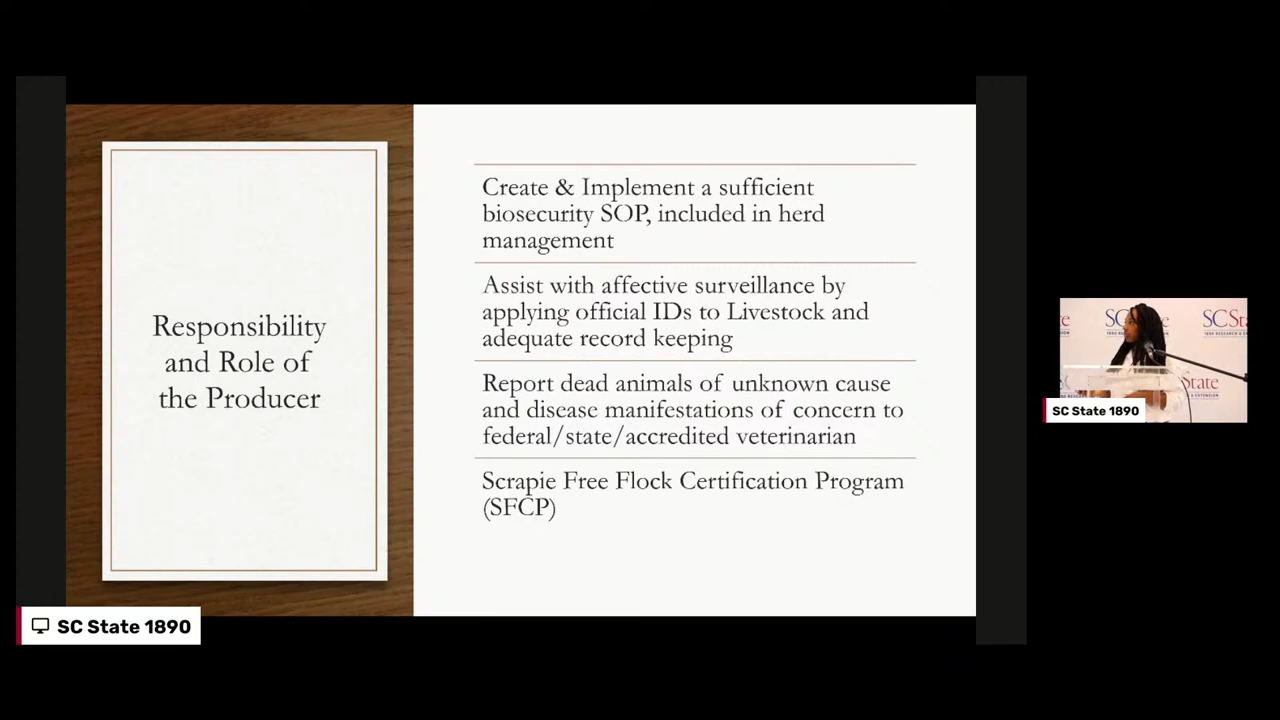 Responsibility
and Role of
the Producer
Create & Implement a sufficient
biosecurity SOP, included in herd
management
Assist with affective surveillance by
applying official IDs to Livestock and
adequate record keeping
Report dead animals of unknown cause
and disease manifestations of concern to
federal/state/accredited veterinarian
Scrapie Free Flock Certification Program
(SFCP)
SC State 1890
SCSta
State
SC State 1890